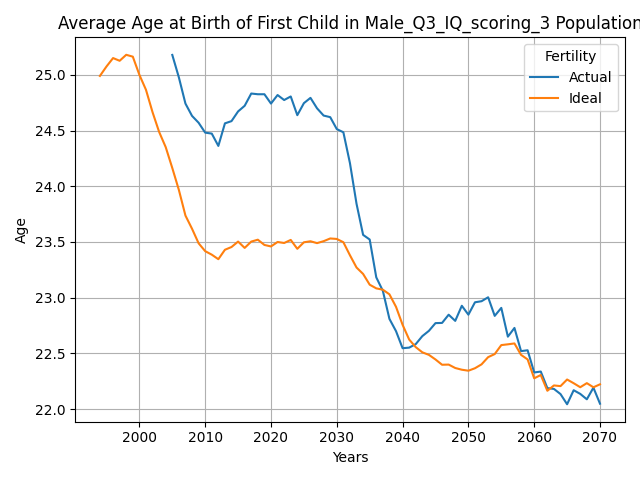 Average Age at Birth of First Child in Male_Q3_IQ_scoring_3 Population
Fertility
Actual
Ideal
Age
25.0
24.5
24.0
23.5
23.0
22.5
22.0
2000 2010 2020 2030 2040 2050 2060 2070
Years